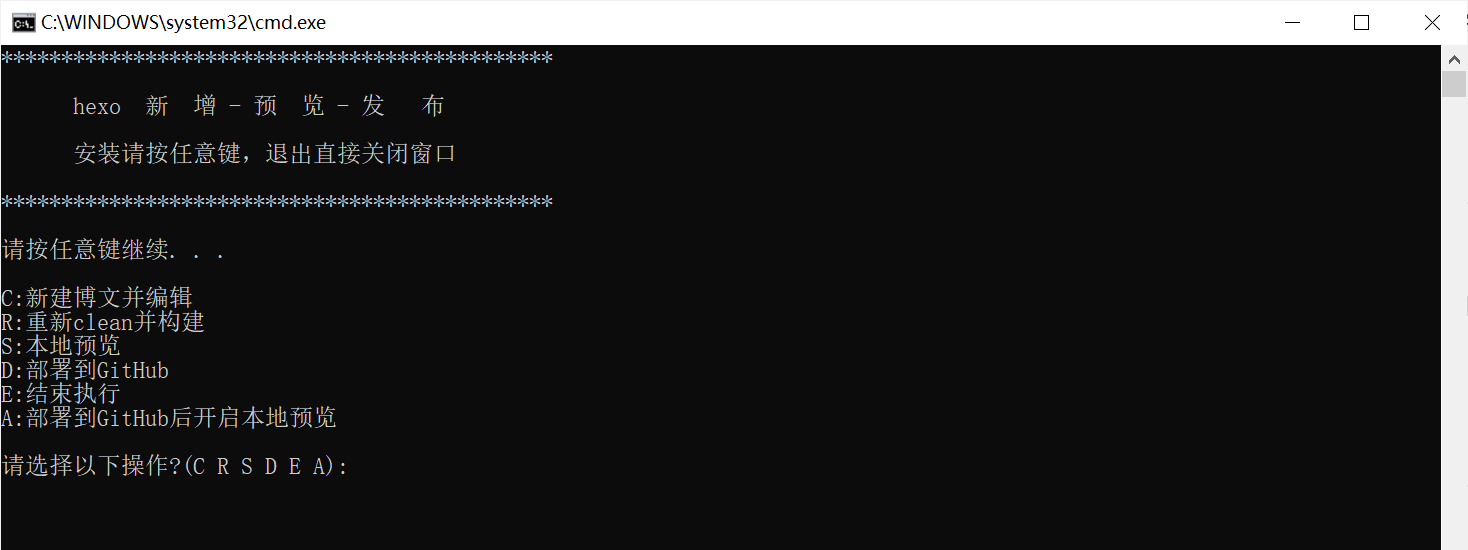 C:\WINDOWS\system32\cmd.exe
**********************************************
hexo 新 增 - 预 览 - 发 布
安装请按任意键，退出直接关闭窗口
**********************************************
请按任意键继续. . .
C:新建博文并编辑
R:重新clean并构建
S:本地预览
D:部署到GitHub
E:结束执行
A:部署到GitHub后开启本地预览
请选择以下操作?(C R S D E A):